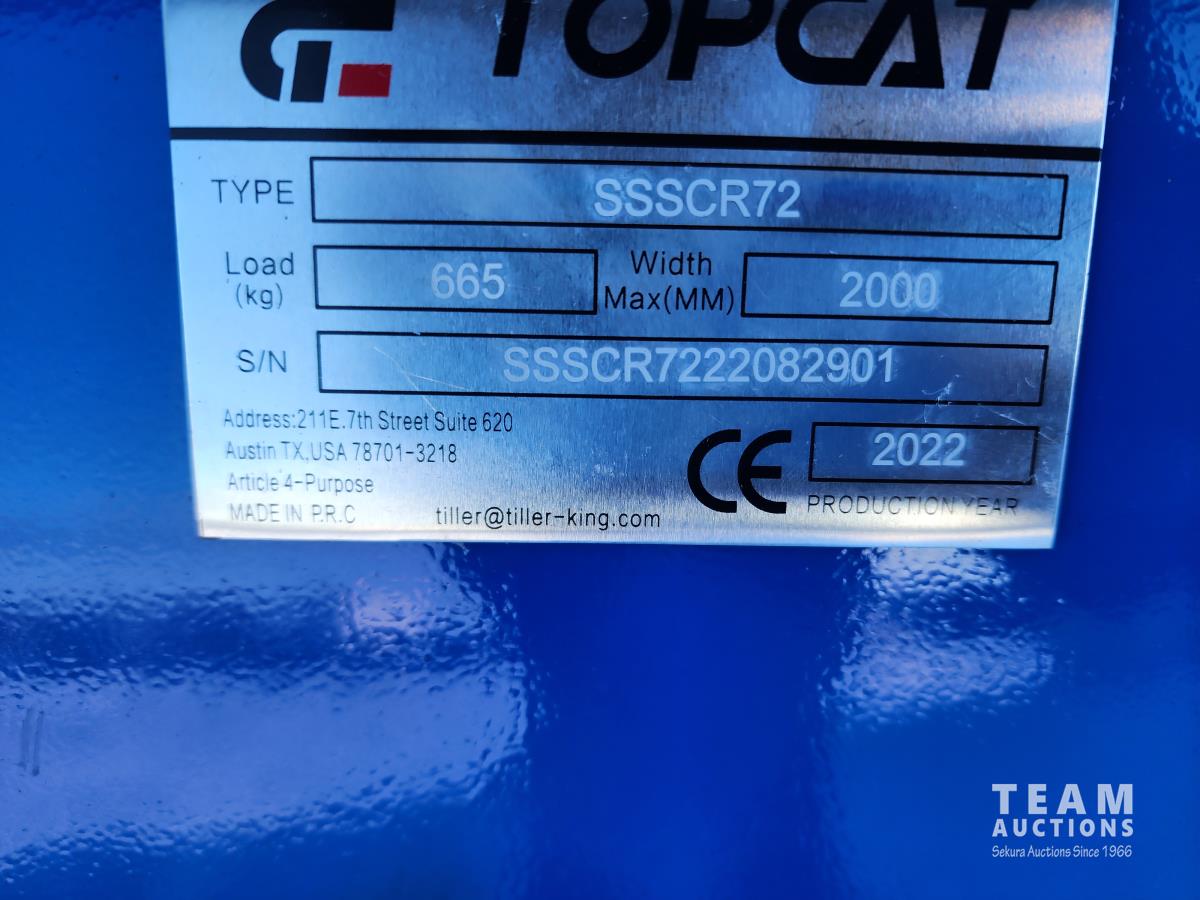 TOPCAT
TYPE SSSCR72
Load (kg) 665 Width Max(MM) 2000
S/N SSSCR7222082901
Address:211E.7th Street Suite 620
Austin TX,USA 78701-3218
Article 4-Purpose
MADE IN P.R.C
tiller@tiller-king.com
CE 2022
PRODUCTION YEAR
TEAM
AUCTIONS
Sekura Auctions Since 1966